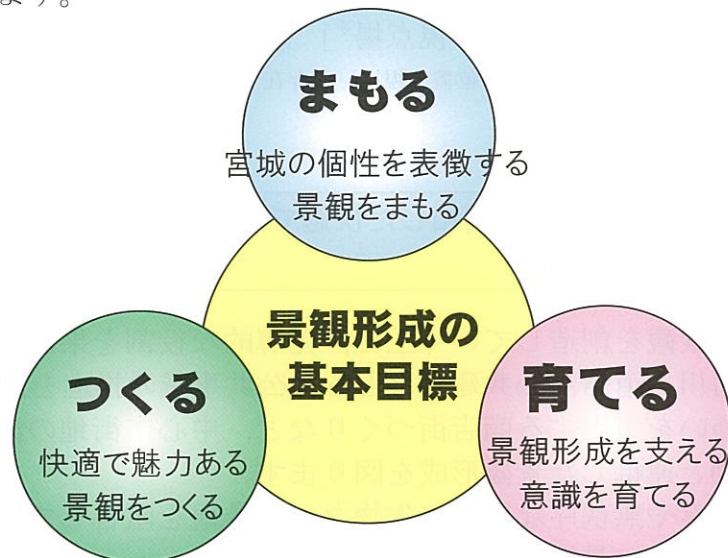 ます。
まもる
宮城の個性を表徴する
景観をまもる
景観形成の
基本目標
つくる
快適で魅力ある
景観をつくる
育てる
景観形成を支える
意識を育てる